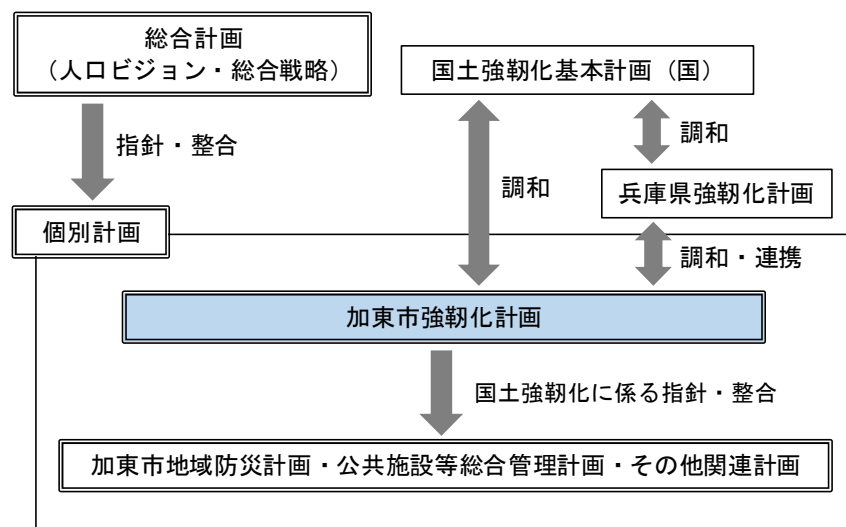 総合計画
（人口ビジョン・総合戦略）
国土強靭化基本計画（国）
指針・整合
調和
調和
兵庫県強靭化計画
個別計画
調和・連携
加東市強靭化計画
国土強靭化に係る指針・整合
加東市地域防災計画・公共施設等総合管理計画・その他関連計画